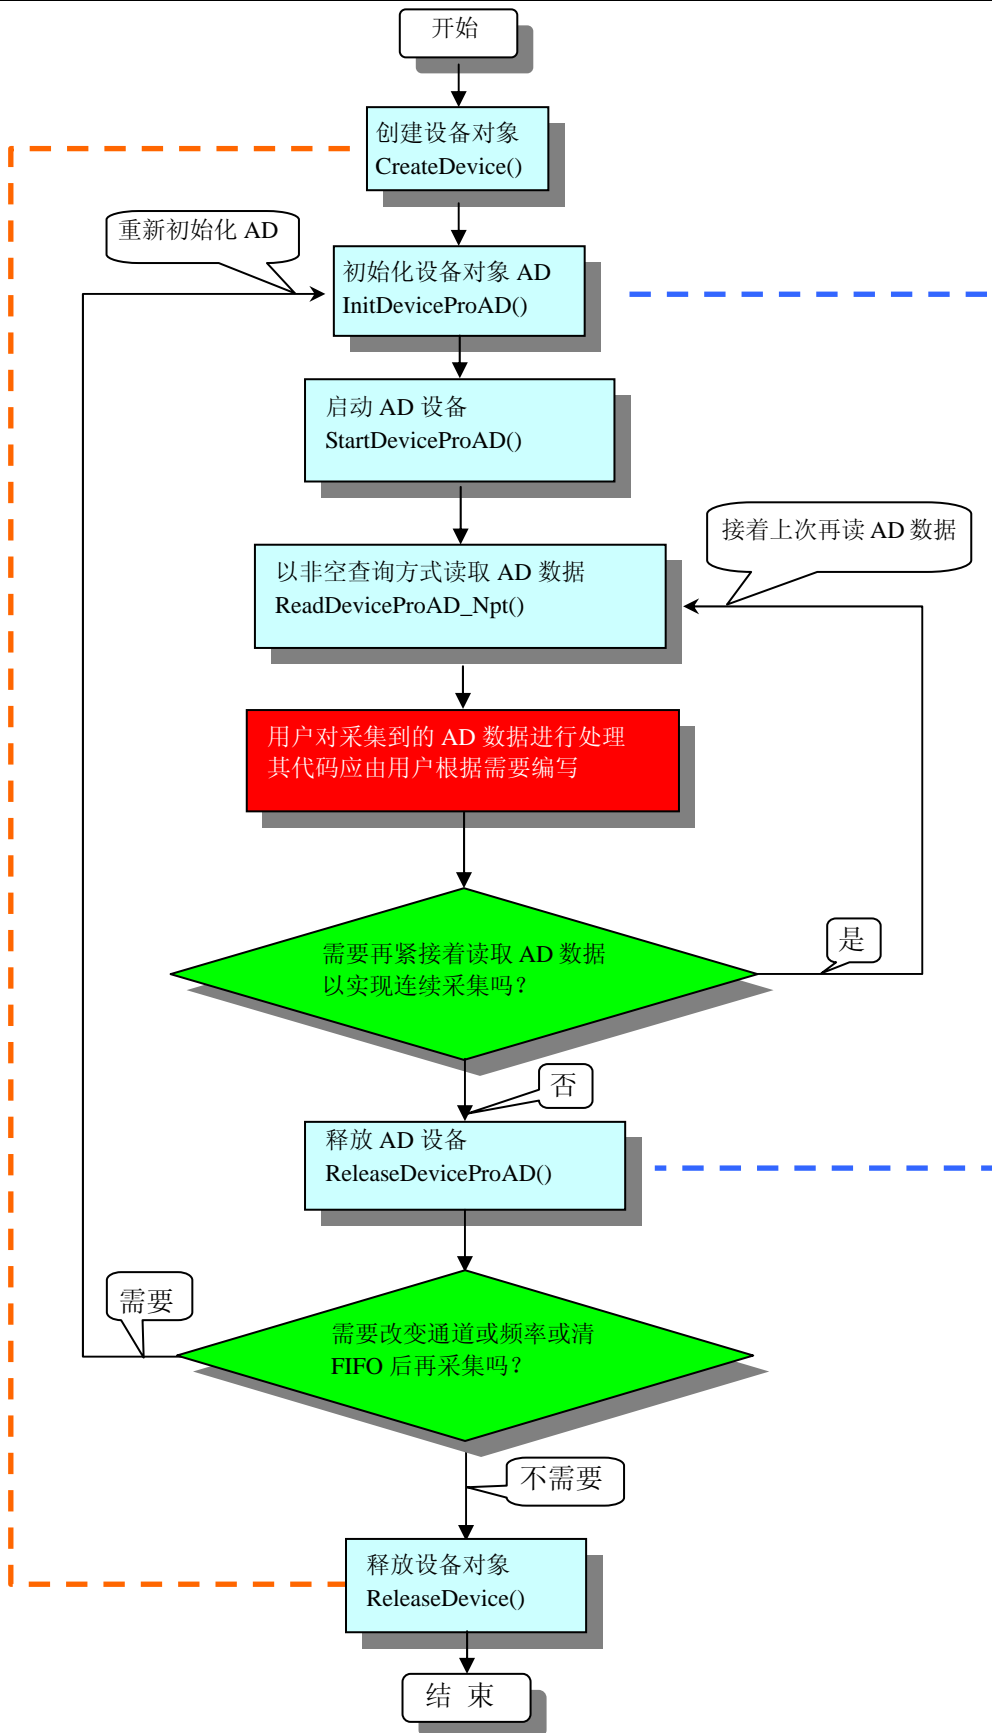 开始
创建设备对象
CreateDevice()
重新初始化 AD
初始化设备对象 AD
InitDeviceProAD()
启动 AD 设备
StartDeviceProAD()
接着上次再读 AD 数据
以非空查询方式读取 AD 数据
ReadDeviceProAD_Npt()
用户对采集到的 AD 数据进行处理
其代码应由用户根据需要编写
需要再紧接着读取 AD 数据
以实现连续采集吗？
是
否
释放 AD 设备
ReleaseDeviceProAD()
需要
需要改变通道或频率或清
FIFO 后再采集吗？
不需要
释放设备对象
ReleaseDevice()
结 束